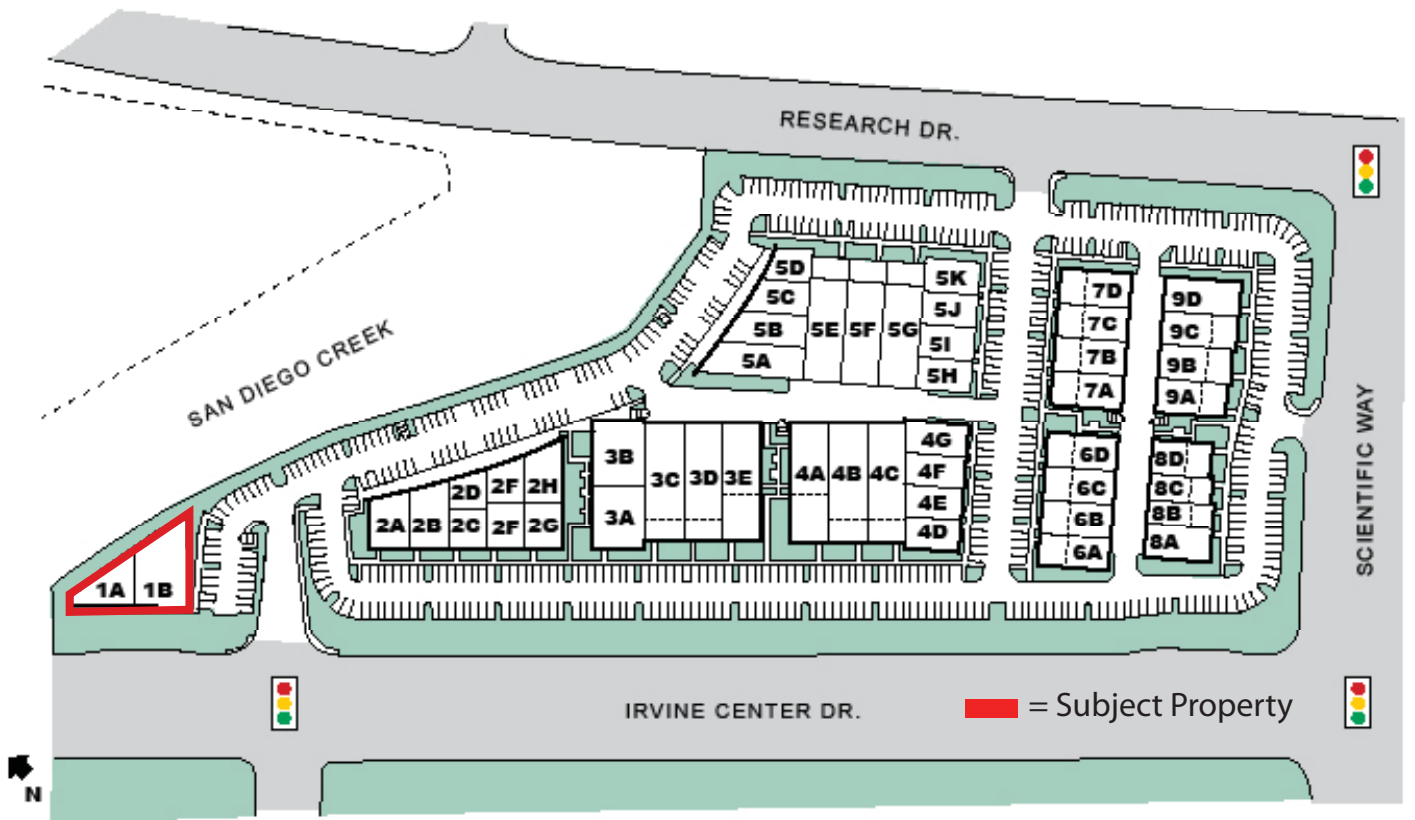 RESEARCH DR.
SAN DIEGO CREEK
SCIENTIFIC WAY
5D
5C
5B
5A
5E
5F
5G
5K
5J
5I
5H
7D
7C
7B
7A
9D
9C
9B
9A
3B
3A
3C
3D
3E
4A
4B
4C
4G
4F
4E
4D
6D
6C
6B
6A
8D
8C
8B
8A
2A
2B
2D
2C
2F
2F
2H
2G
1A
1B
IRVINE CENTER DR.
= Subject Property
N